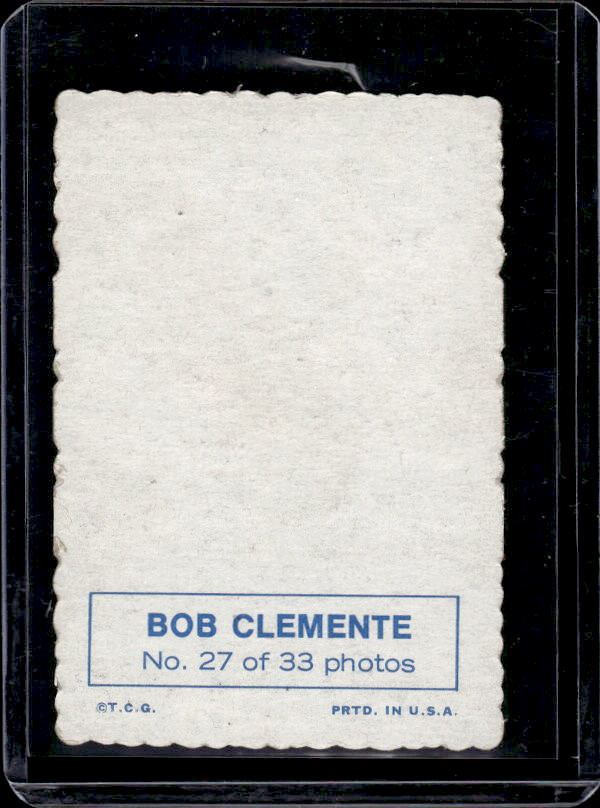 BOB CLEMENTE
No. 27 of 33 photos
©T.C.G.
PRTD. IN U.S.A.